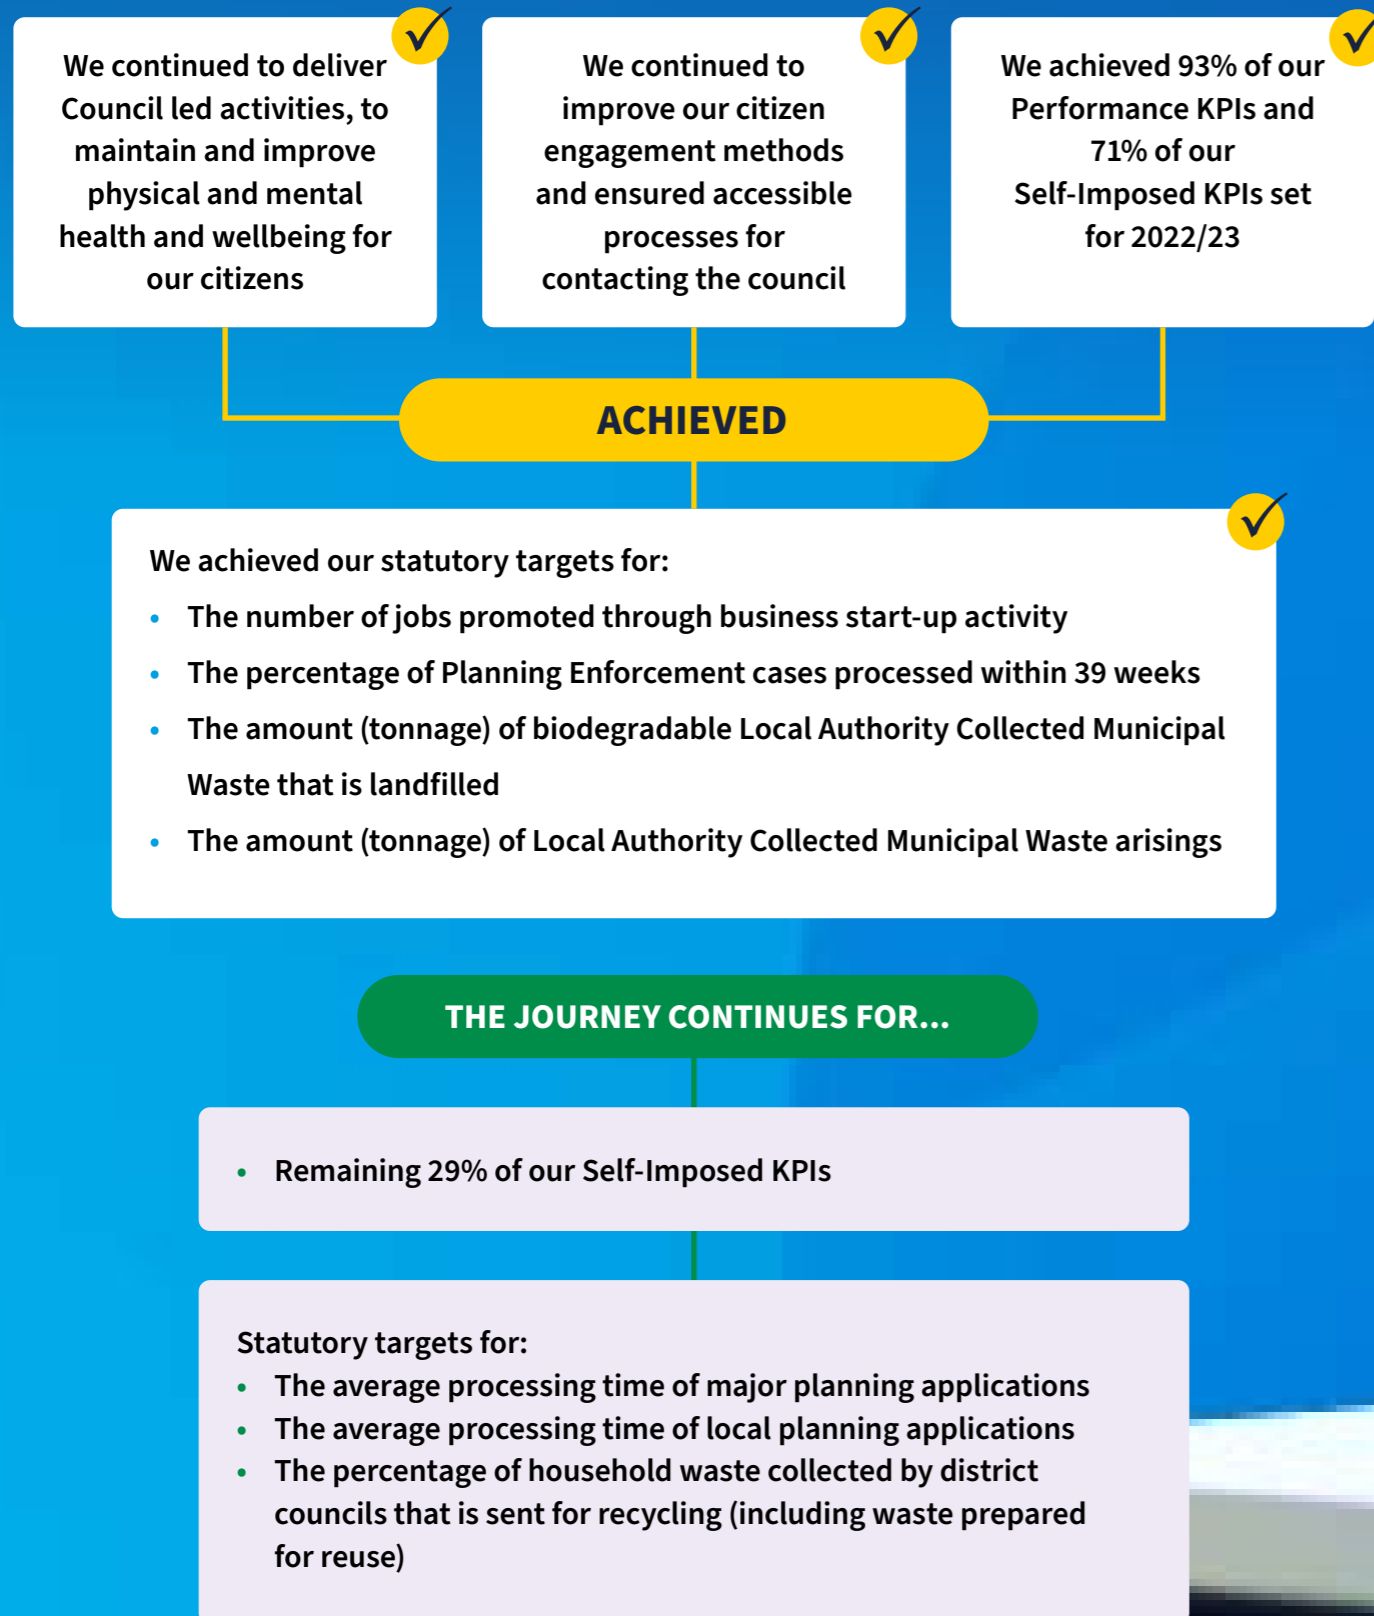 We continued to deliver
Council led activities, to
maintain and improve
physical and mental
health and wellbeing for
our citizens
We continued to
improve our citizen
engagement methods
and ensured accessible
processes for
contacting the council
We achieved 93% of our
Performance KPIs and
71% of our
Self-Imposed KPIs set
for 2022/23
ACHIEVED
We achieved our statutory targets for:
• The number of jobs promoted through business start-up activity
• The percentage of Planning Enforcement cases processed within 39 weeks
• The amount (tonnage) of biodegradable Local Authority Collected Municipal
Waste that is landfilled
• The amount (tonnage) of Local Authority Collected Municipal Waste arisings
THE JOURNEY CONTINUES FOR...
• Remaining 29% of our Self-Imposed KPIs
Statutory targets for:
• The average processing time of major planning applications
• The average processing time of local planning applications
• The percentage of household waste collected by district
councils that is sent for recycling (including waste prepared
for reuse)